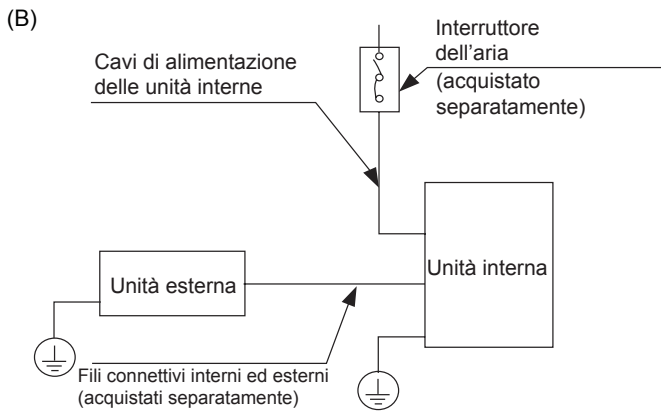 (B)
Cavi di alimentazione
delle unità interne
Interruttore
dell'aria
(acquistato
separatamente)
Unità esterna
Unità interna
Fili connettivi interni ed esterni
(acquistati separatamente)